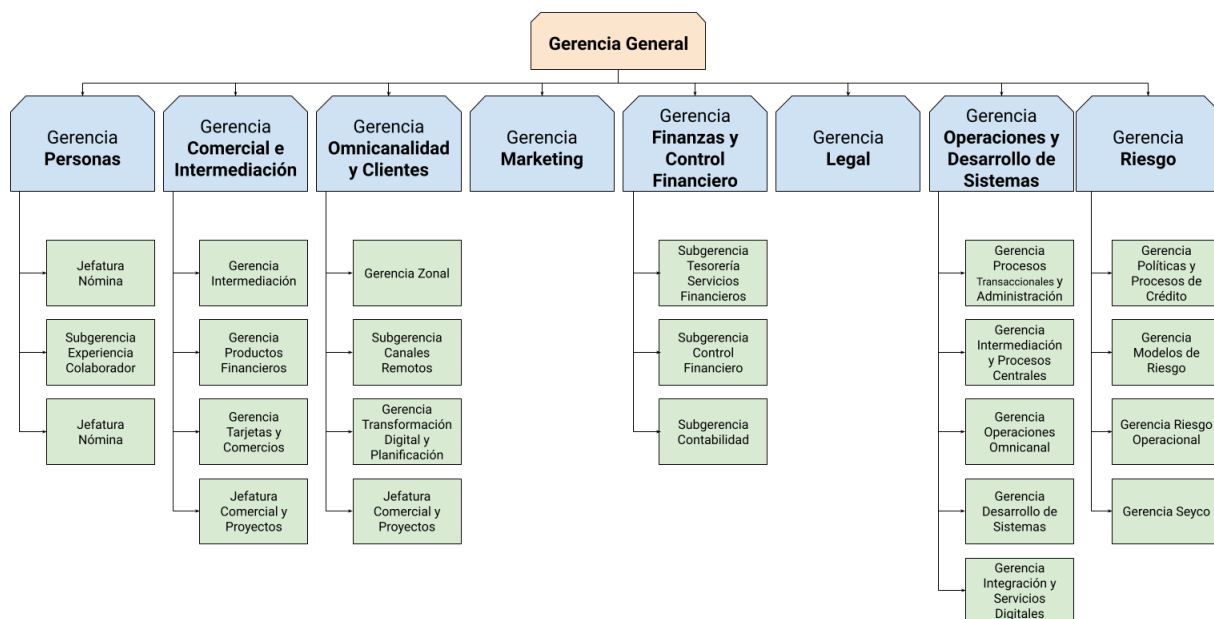 Gerencia General
Gerencia
Personas
Gerencia
Comercial e
Intermediación
Gerencia
Omnicanalidad
y Clientes
Gerencia
Marketing
Gerencia
Finanzas y
Control
Financiero
Gerencia
Legal
Gerencia
Operaciones y
Desarrollo de
Sistemas
Gerencia
Riesgo
Jefatura
Nómina
Subgerencia
Experiencia
Colaborador
Jefatura
Nómina
Gerencia
Intermediación
Gerencia
Productos
Financieros
Gerencia
Tarjetas y
Comercios
Jefatura
Comercial y
Proyectos
Gerencia Zonal
Subgerencia
Canales
Remotos
Gerencia
Transformación
Digital y
Planificación
Jefatura
Comercial y
Proyectos
Subgerencia
Tesorería
Servicios
Financieros
Subgerencia
Control
Financiero
Subgerencia
Contabilidad
Gerencia
Procesos
Transaccionales y
Administración
Gerencia
Intermediación
y Procesos
Centrales
Gerencia
Operaciones
Omnicanal
Gerencia
Desarrollo de
Sistemas
Gerencia
Integración y
Servicios
Digitales
Gerencia
Políticas y
Procesos de
Crédito
Gerencia
Modelos de
Riesgo
Gerencia Riesgo
Operacional
Gerencia Seyco